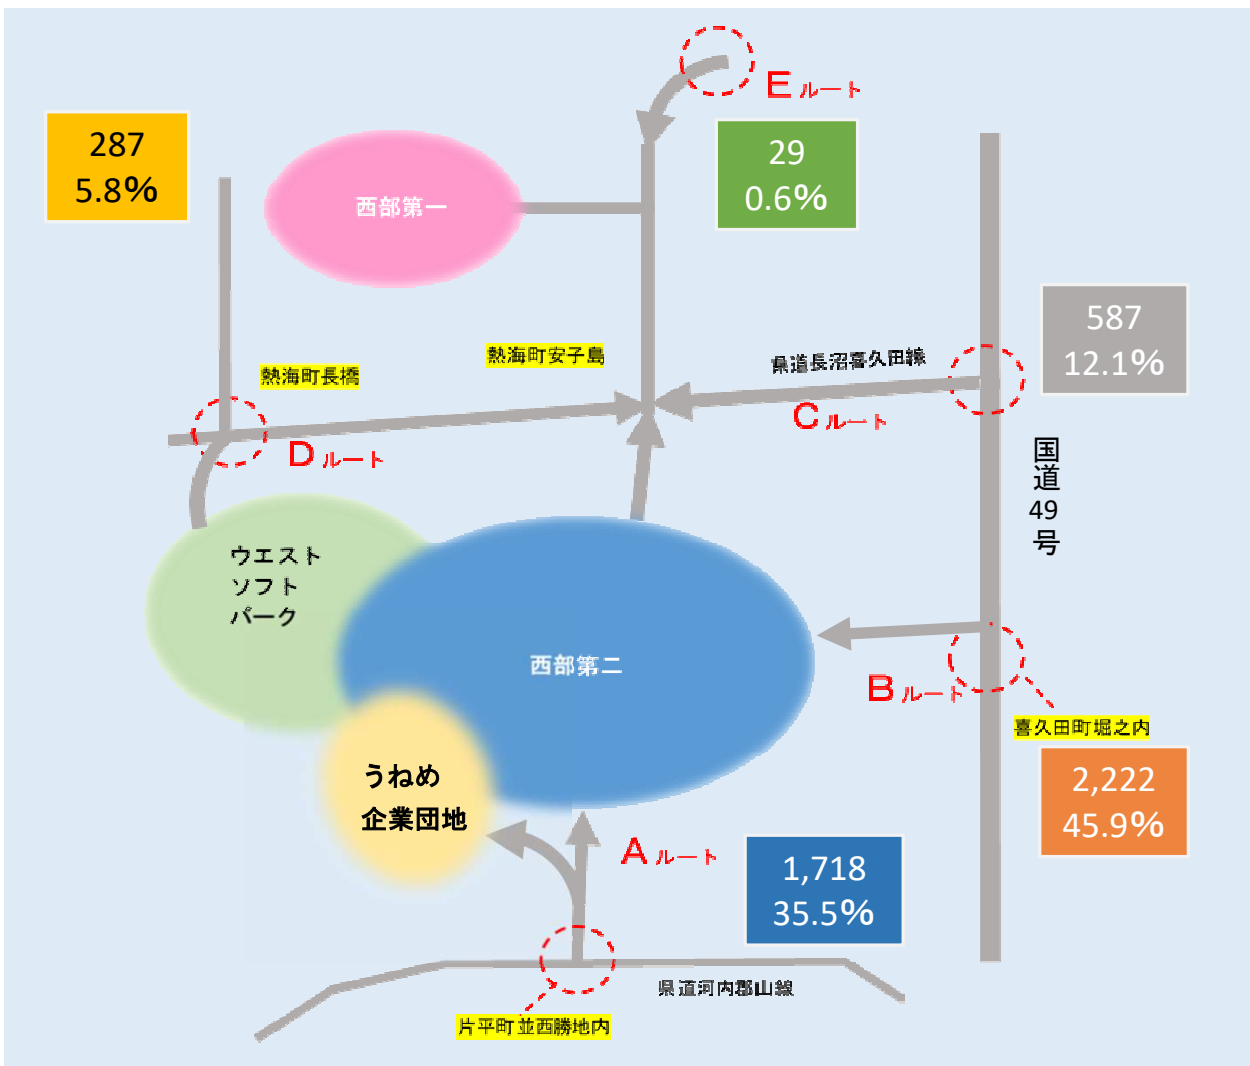 Eルート
287
5.8%
29
0.6%
西部第一
587
12.1%
熱海町安子島
県道長沼喜久田線
熱海町長橋
Cルート
Dルート
国道49号
ウエスト
ソフト
パーク
西部第二
Bルート
喜久田町堀之内
2,222
45.9%
うねめ
企業団地
Aルート
1,718
35.5%
県道河内郡山線
片平町並西勝地内